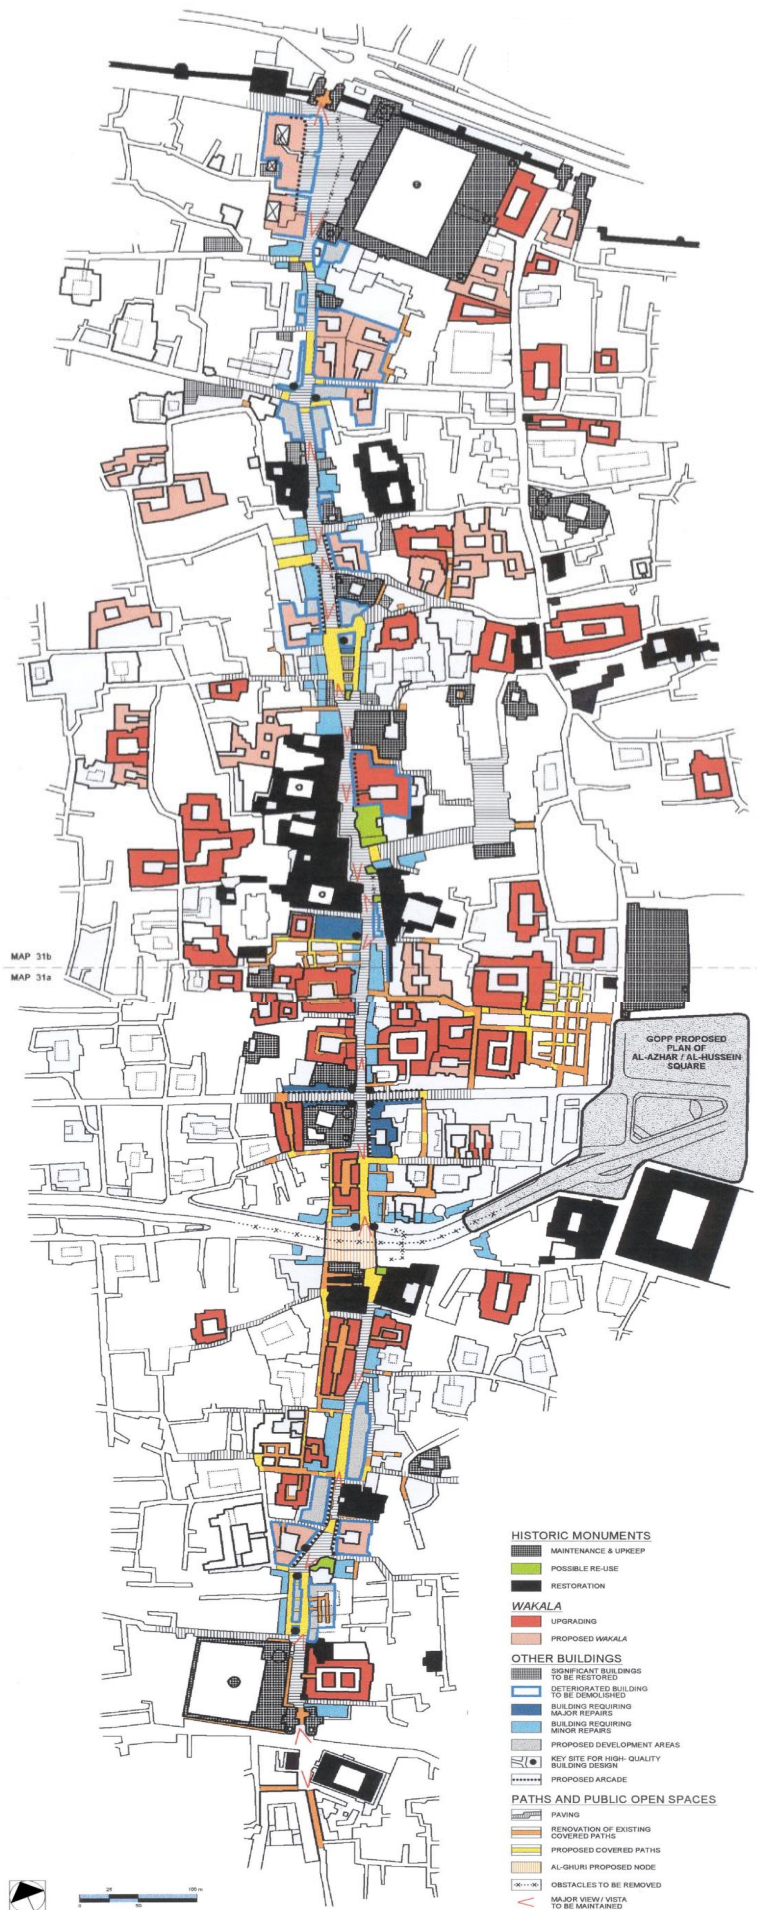 MAP 31b
MAP 31a
GOPP PROPOSED
PLAN OF
AL-AZHAR / AL-HUSSEIN
SQUARE
HISTORIC MONUMENTS
MAINTENANCE & UPKEEP
POSSIBLE RE-USE
RESTORATION
WAKALA
UPGRADING
PROPOSED WAKALA
OTHER BUILDINGS
SIGNIFICANT BUILDINGS
TO BE RESTORED
DETERIORATED BUILDING
TO BE DEMOLISHED
BUILDING REQUIRING
MAJOR REPAIRS
BUILDING REQUIRING
MINOR REPAIRS
PROPOSED DEVELOPMENT AREAS
KEY SITE FOR HIGH- QUALITY
BUILDING DESIGN
PROPOSED ARCADE
PATHS AND PUBLIC OPEN SPACES
PAVING
RENOVATION OF EXISTING
COVERED PATHS
PROPOSED COVERED PATHS
AL-GHURI PROPOSED NODE
OBSTACLES TO BE REMOVED
MAJOR VIEW / VISTA
TO BE MAINTAINED
25 100 m
0 50